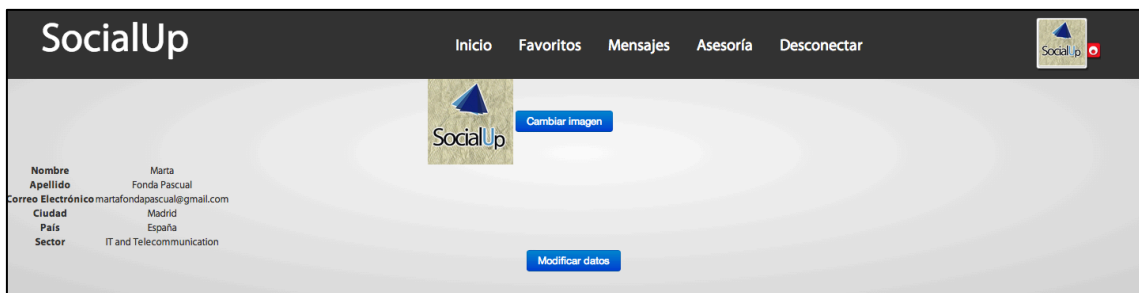 SocialUp
Inicio Favoritos Mensajes Asesoría Desconectar
SocialUp
SocialUp
Cambiar imagen
Nombre Marta
Apellido Fonda Pascual
Correo Electrónico martafondapascual@gmail.com
Ciudad Madrid
País España
Sector IT and Telecommunication
Modificar datos